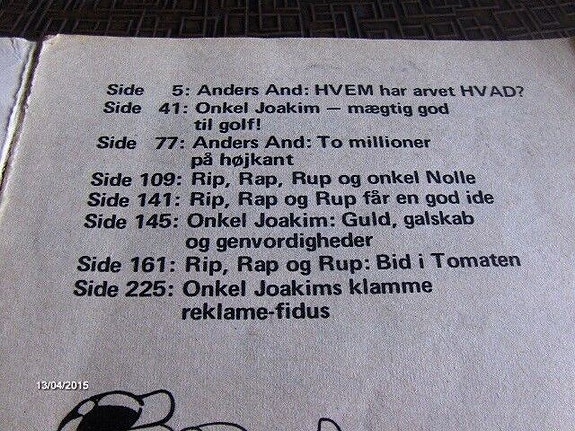 Side 5: Anders And: HVEM har arvet HVAD?
Side 41: Onkel Joakim – mægtig god
til golf!
Side 77: Anders And: To millioner
på højkant
Side 109: Rip, Rap, Rup og onkel Nolle
Side 141: Rip, Rap og Rup får en god ide
Side 145: Onkel Joakim: Guld, galskab
og genvordigheder
Side 161: Rip, Rap og Rup: Bid i Tomaten
Side 225: Onkel Joakims klamme
reklame-fidus
13/04/2015